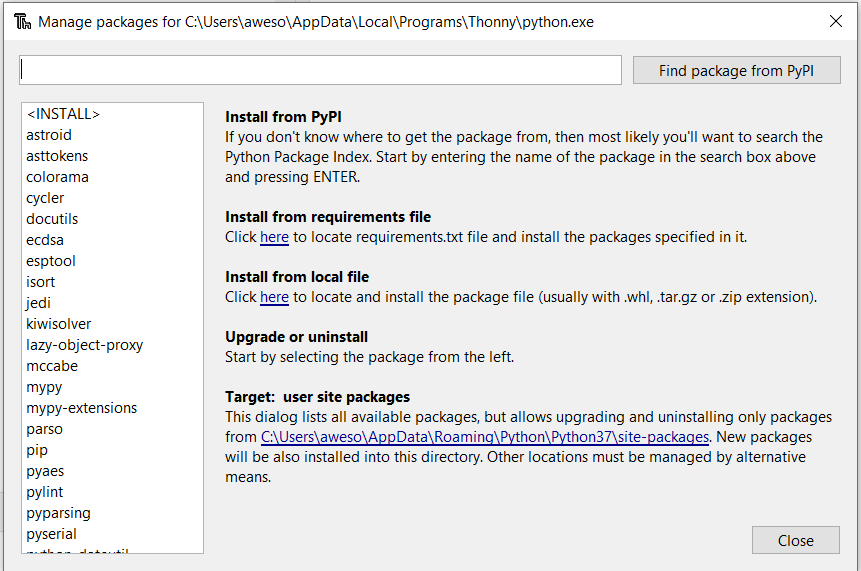 Manage packages for C:\Users\aweso\AppData\Local\Programs\Thonny\python.exe
Find package from PyPI
<INSTALL>
astroid
asttokens
colorama
cycler
docutils
ecdsa
esptool
isort
jedi
kiwisolver
lazy-object-proxy
mccabe
mypy
mypy-extensions
parso
pip
pyaes
pylint
pyparsing
pyserial
python-dateutil
Install from PyPI
If you don't know where to get the package from, then most likely you'll want to search the
Python Package Index. Start by entering the name of the package in the search box above
and pressing ENTER.
Install from requirements file
Click here to locate requirements.txt file and install the packages specified in it.
Install from local file
Click here to locate and install the package file (usually with .whl, .tar.gz or .zip extension).
Upgrade or uninstall
Start by selecting the package from the left.
Target:  user site packages
This dialog lists all available packages, but allows upgrading and uninstalling only packages
from C:\Users\aweso\AppData\Roaming\Python\Python37\site-packages. New packages
will be also installed into this directory. Other locations must be managed by alternative
means.
Close